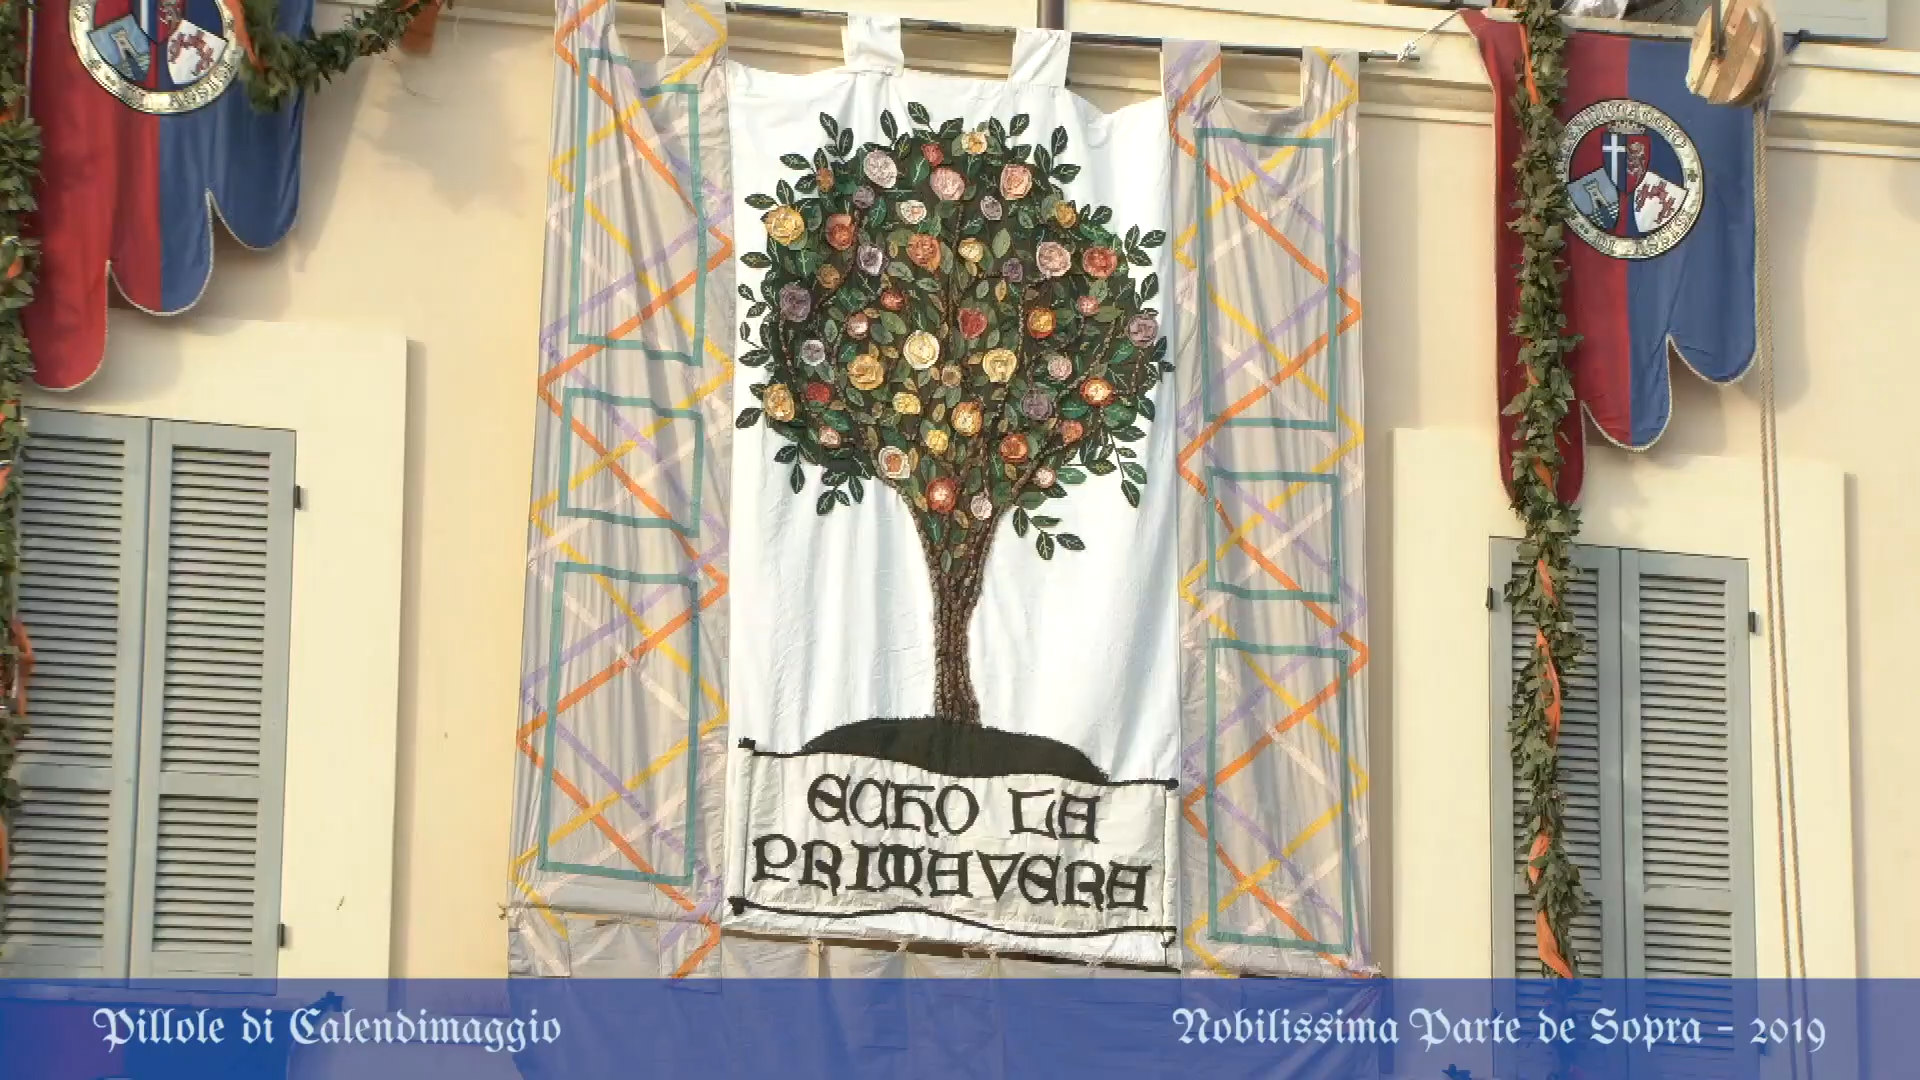 ECHO LA
PRIMAVERA
Pillole di Calendimaggio
Nobilissima Parte de Sopra - 2019